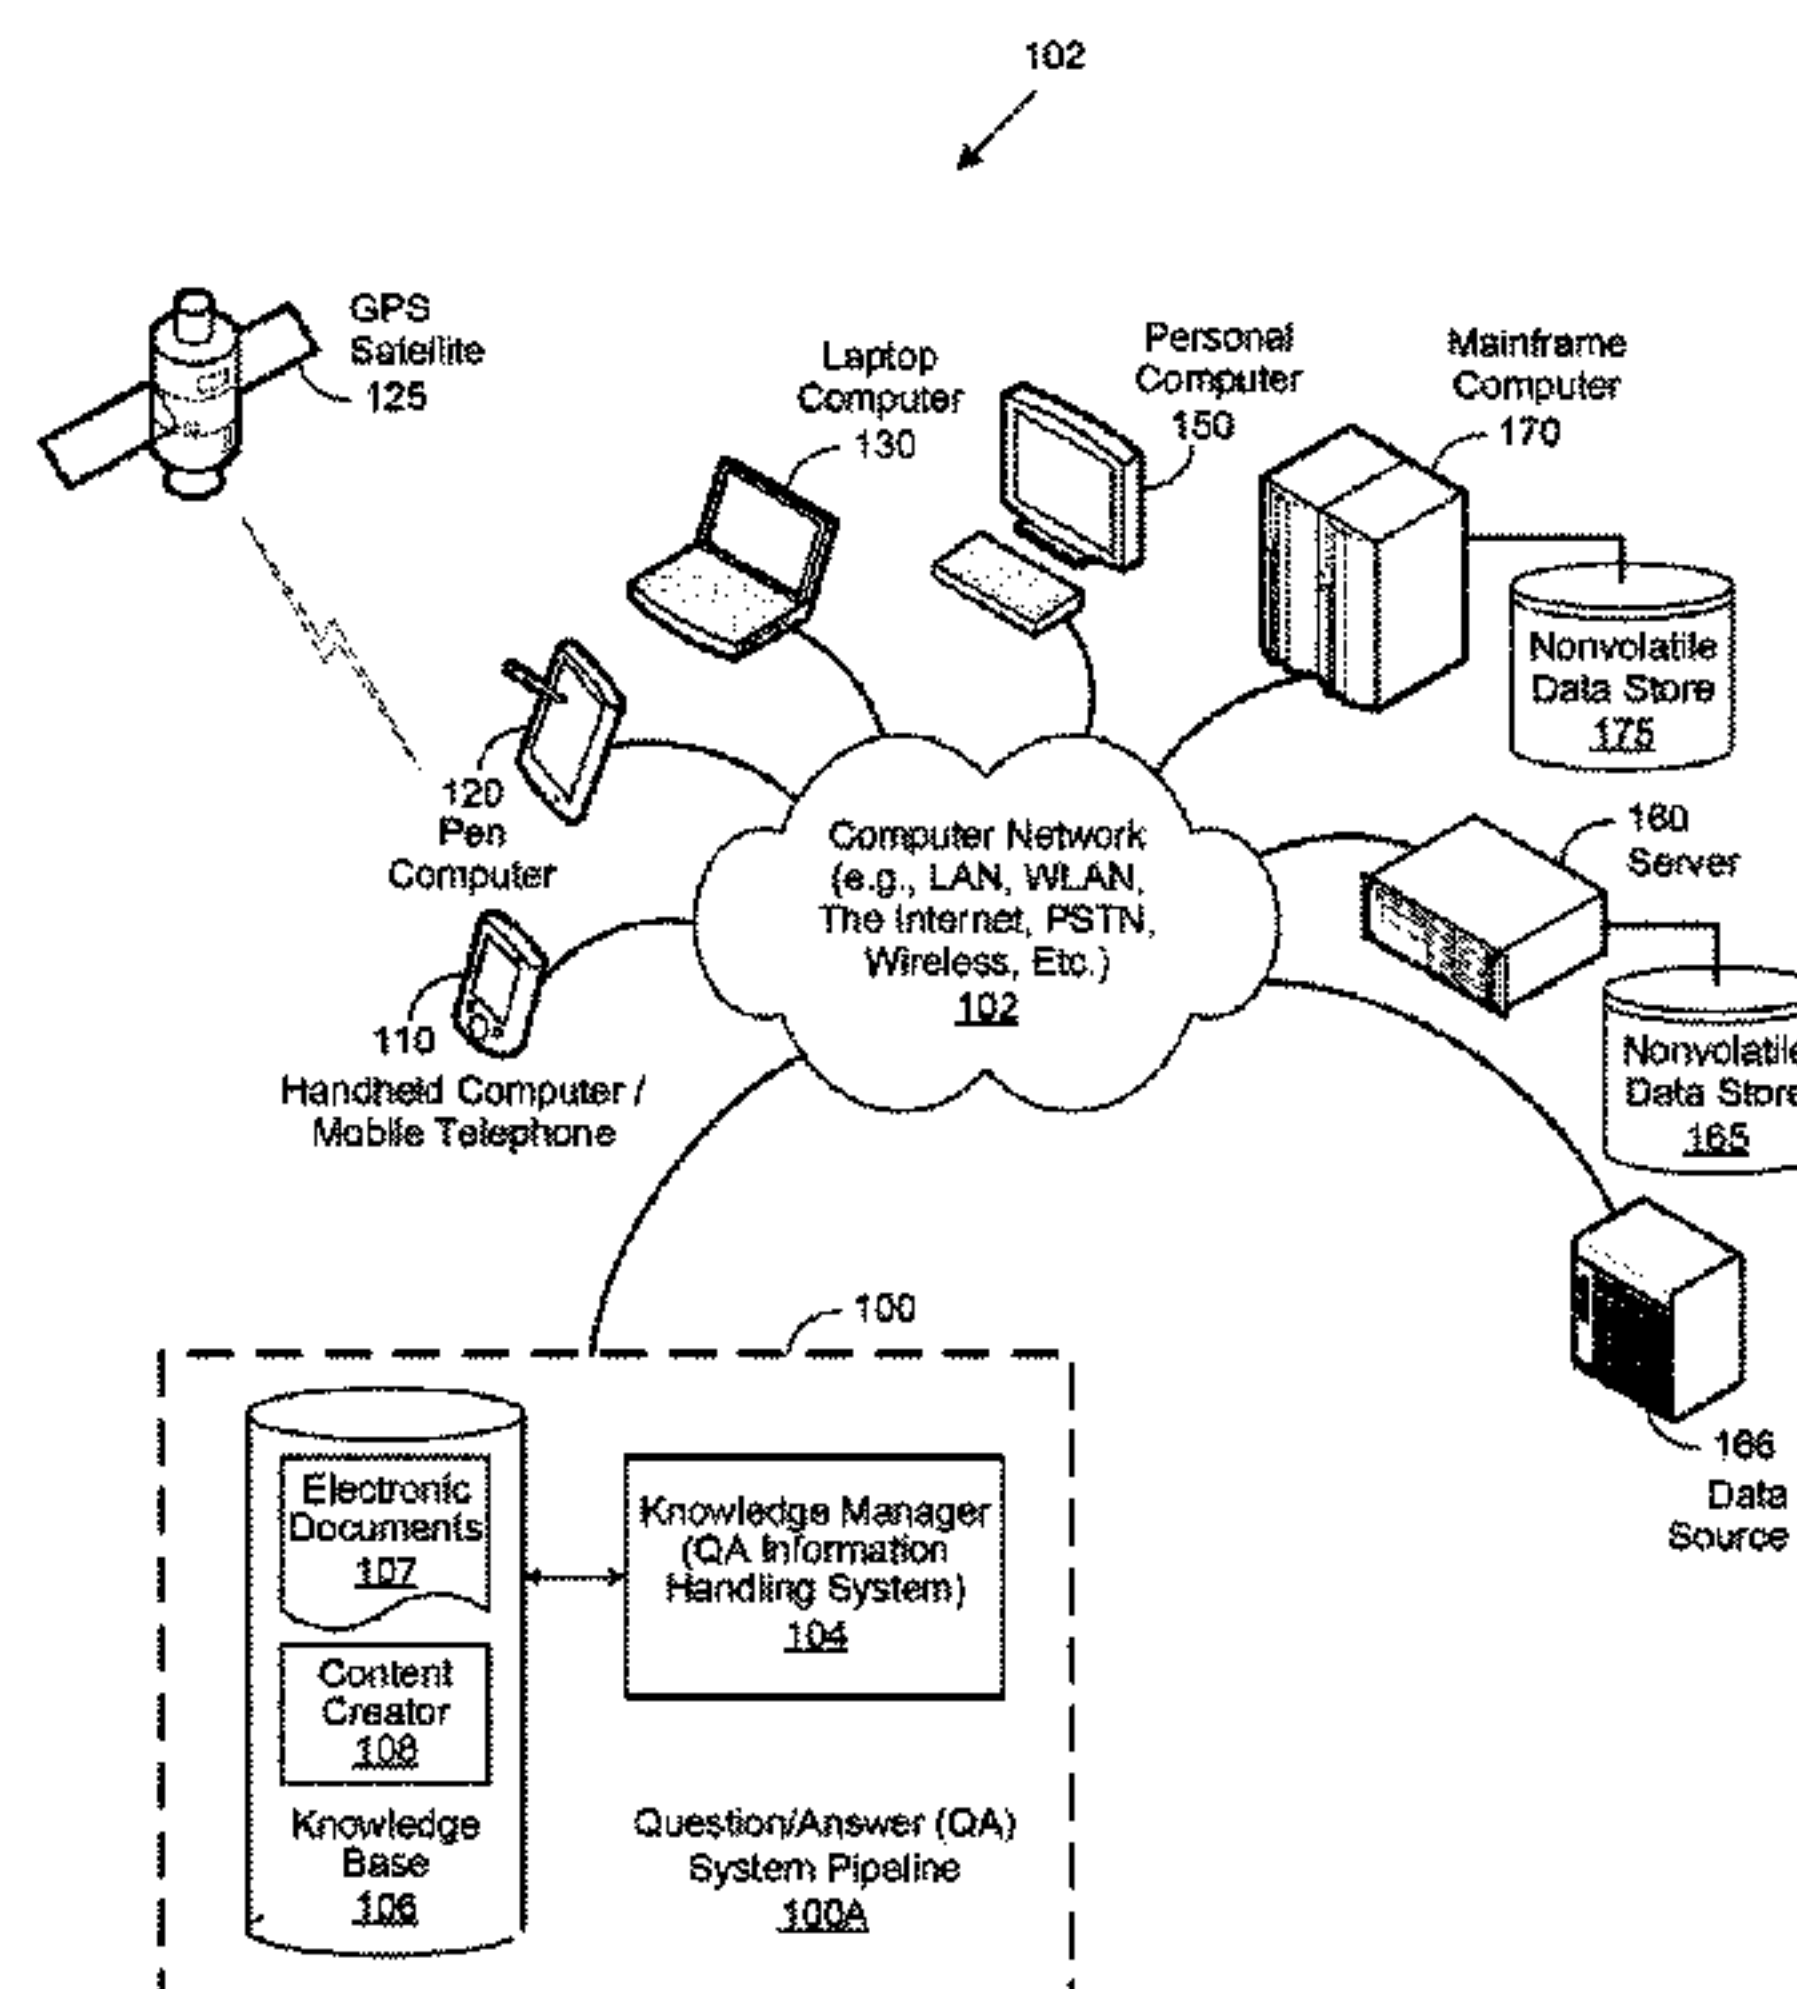 102
GPS
Satellite
125
Laptop
Computer
130
Personal
Computer
150
Mainframe
Computer
170
Nonvolatile
Data Store
175
120
Pen
Computer
Computer Network
(e.g., LAN, WLAN,
The Internet, PSTN,
Wireless, Etc.)
102
160
Server
110
Handheld Computer /
Mobile Telephone
Nonvolatile
Data Store
165
100
166
Data
Source
Electronic
Documents
107
Knowledge Manager
(QA Information
Handling System)
104
Content
Creator
108
Knowledge
Base
106
Question/Answer (QA)
System Pipeline
100A